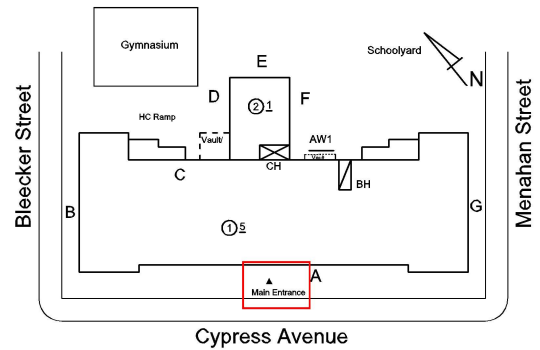 Gymnasium
Schoolyard
N
E
D
F
② 1
HC Ramp
Vault/
AW1
Vault
CH
BH
C
B
G
① 5
A
Main Entrance
Bleecker Street
Menahan Street
Cypress Avenue